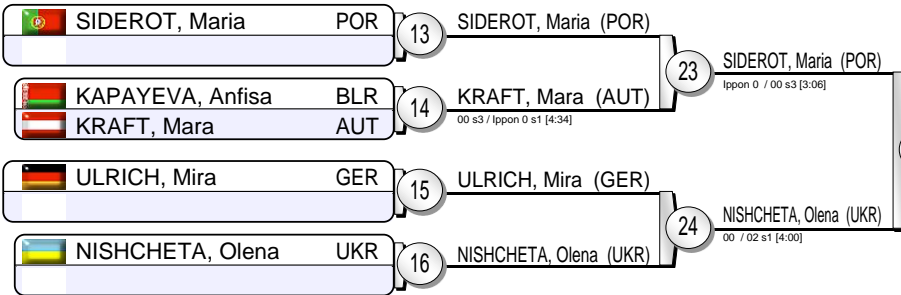 SIDEROT, Maria POR
13
SIDEROT, Maria (POR)
23
SIDEROT, Maria (POR)
Ippon 0 / 00 s3 [3:06]
KAPAYEVA, Anfisa BLR
KRAFT, Mara AUT
14
KRAFT, Mara (AUT)
00 s3 / Ippon 0 s1 [4:34]
ULRICH, Mira GER
15
ULRICH, Mira (GER)
24
NISHCHETA, Olena (UKR)
00 / 02 s1 [4:00]
NISHCHETA, Olena UKR
16
NISHCHETA, Olena (UKR)